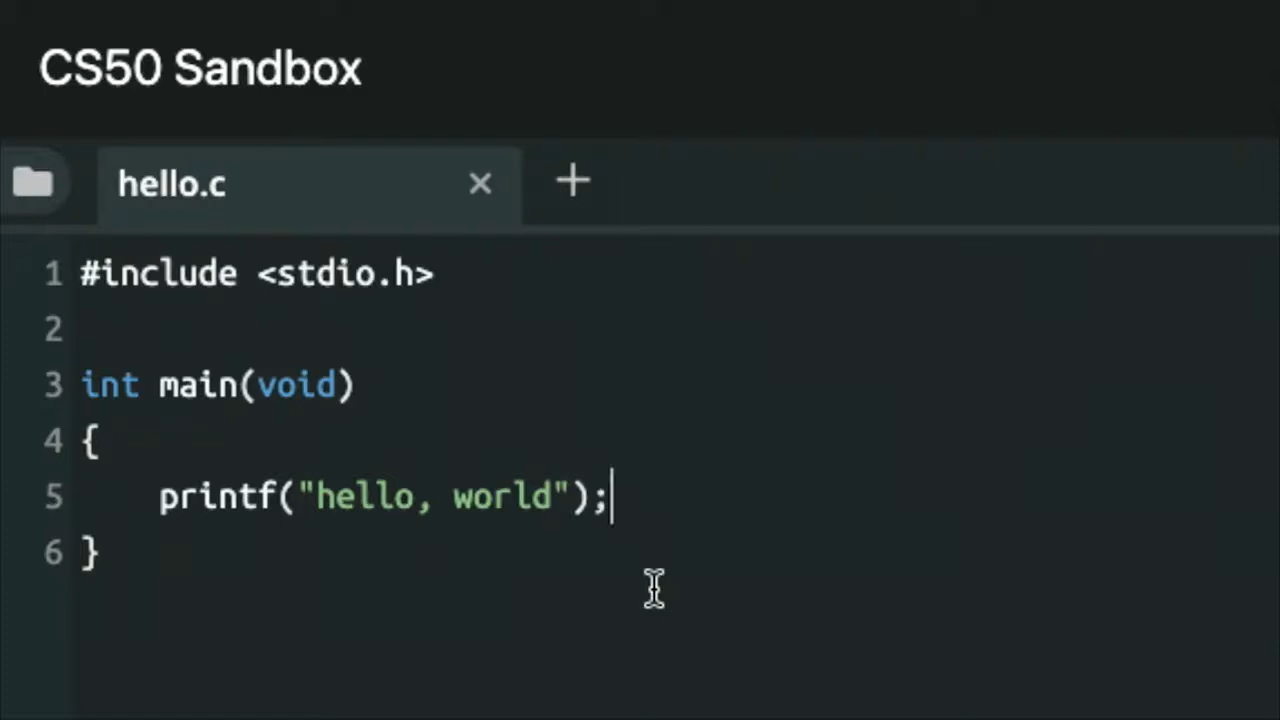 CS50 Sandbox
hello.c
1 #include <stdio.h>
2
3 int main(void)
4 {
5     printf("hello, world");
6 }